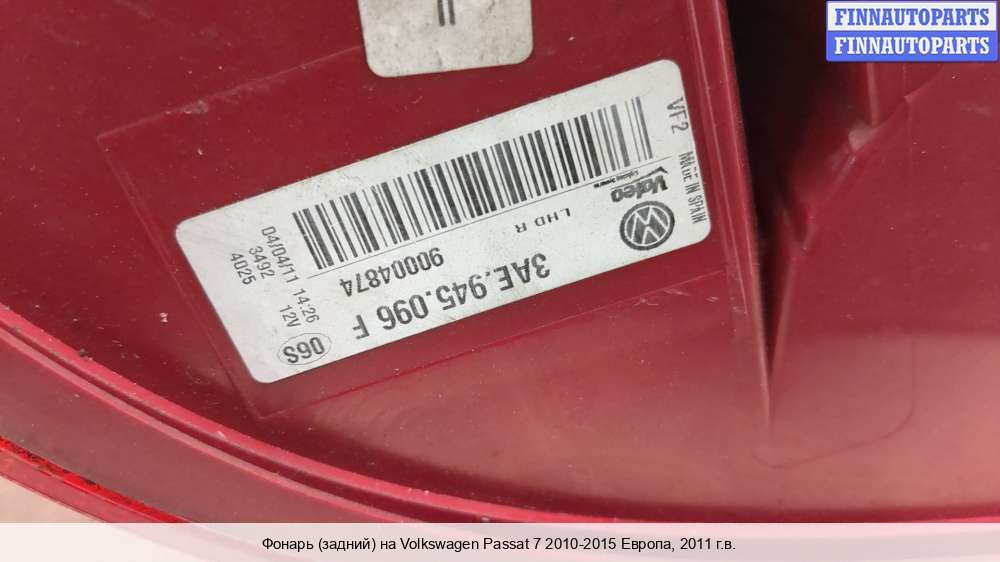 FINNAUTOPARTS
FINNAUTOPARTS
VF2 MADE IN SPAIN
Valeo
LHD R
3AE.945.096 F
90004874
04/04/11 14:26
3492 12V
4025
06S
Фонарь (задний) на Volkswagen Passat 7 2010-2015 Европа, 2011 г.в.